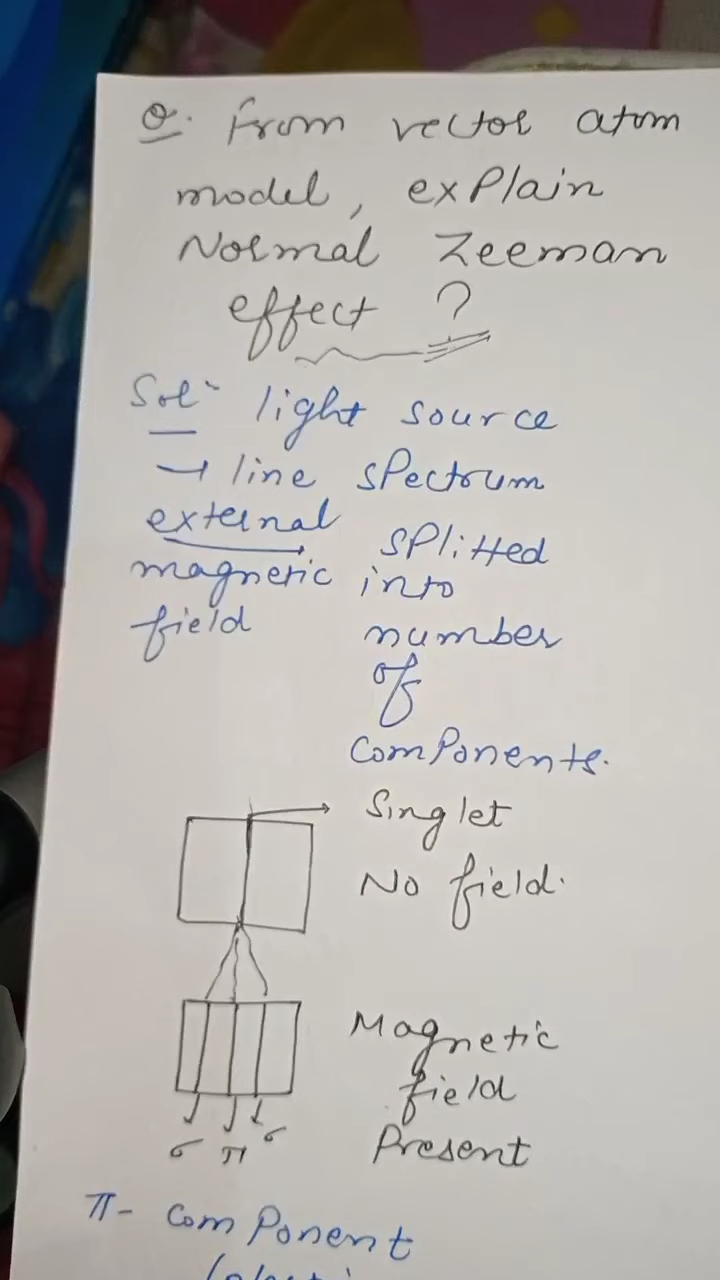 Q. From vector atom
model, explain
Normal Zeeman
effect ?
Sol- light source
→ line spectrum
external
magnetic
field
splitted
into
number
of
components.
Singlet
No field.
Magnetic
field
Present
σ π σ
π- component